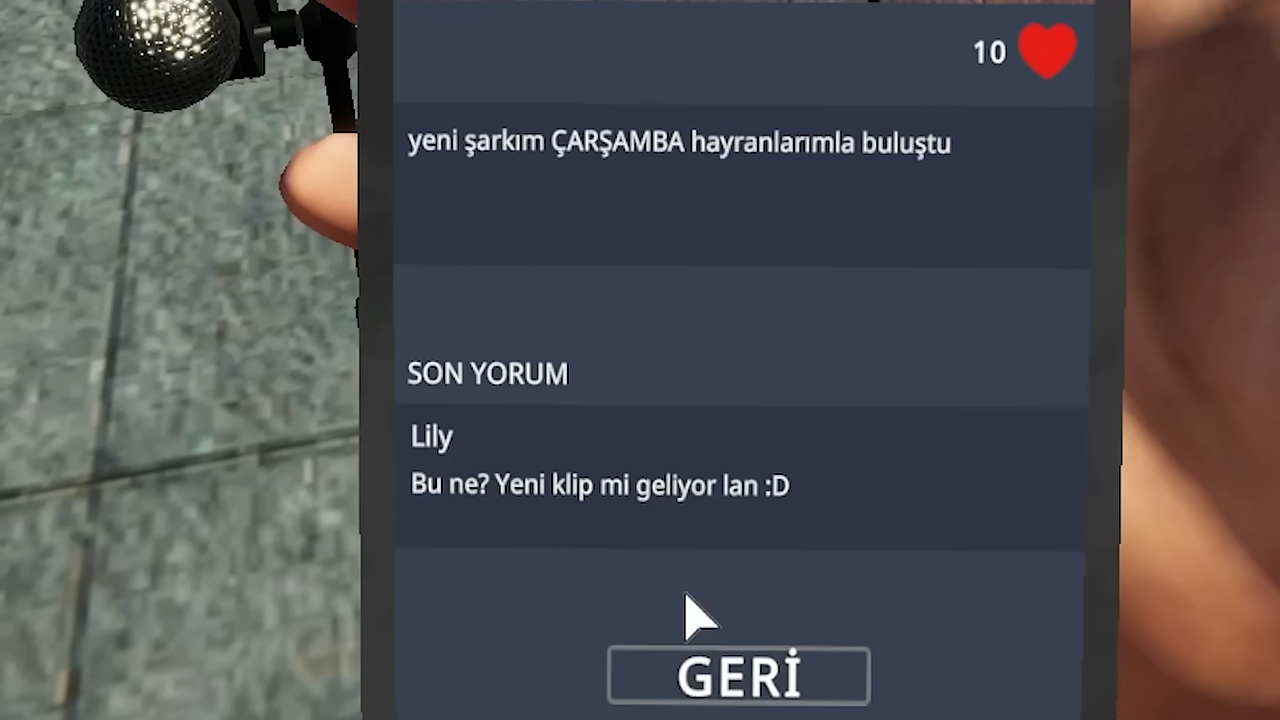 10
yeni şarkım ÇARŞAMBA hayranlarımla buluştu
SON YORUM
Lily
Bu ne? Yeni klip mi geliyor lan :D
GERİ